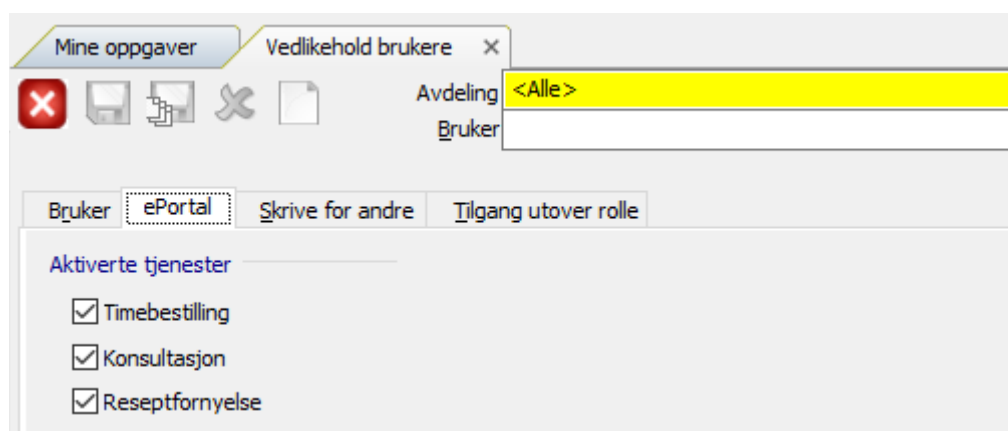 Mine oppgaver Vedlikehold brukere
Avdeling <Alle>
Bruker
Bruker ePortal Skrive for andre Tilgang utover rolle
Aktiverte tjenester
Timebestilling
Konsultasjon
Reseptfornyelse